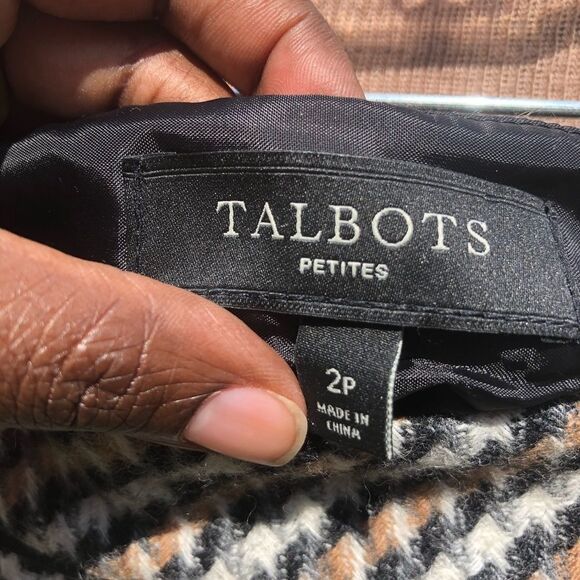 TALBOTS
PETITES
2P
MADE IN
CHINA